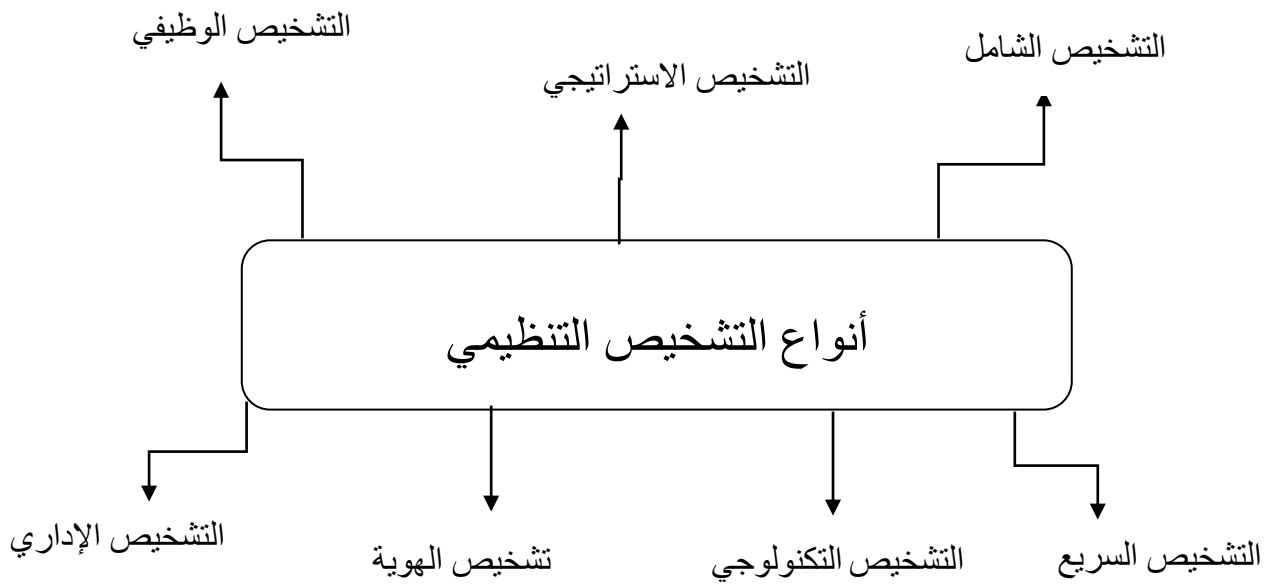 التشخيص الشامل
التشخيص الاستراتيجي
التشخيص الوظيفي
أنواع التشخيص التنظيمي
التشخيص السريع
التشخيص التكنولوجي
تشخيص الهوية
التشخيص الإداري